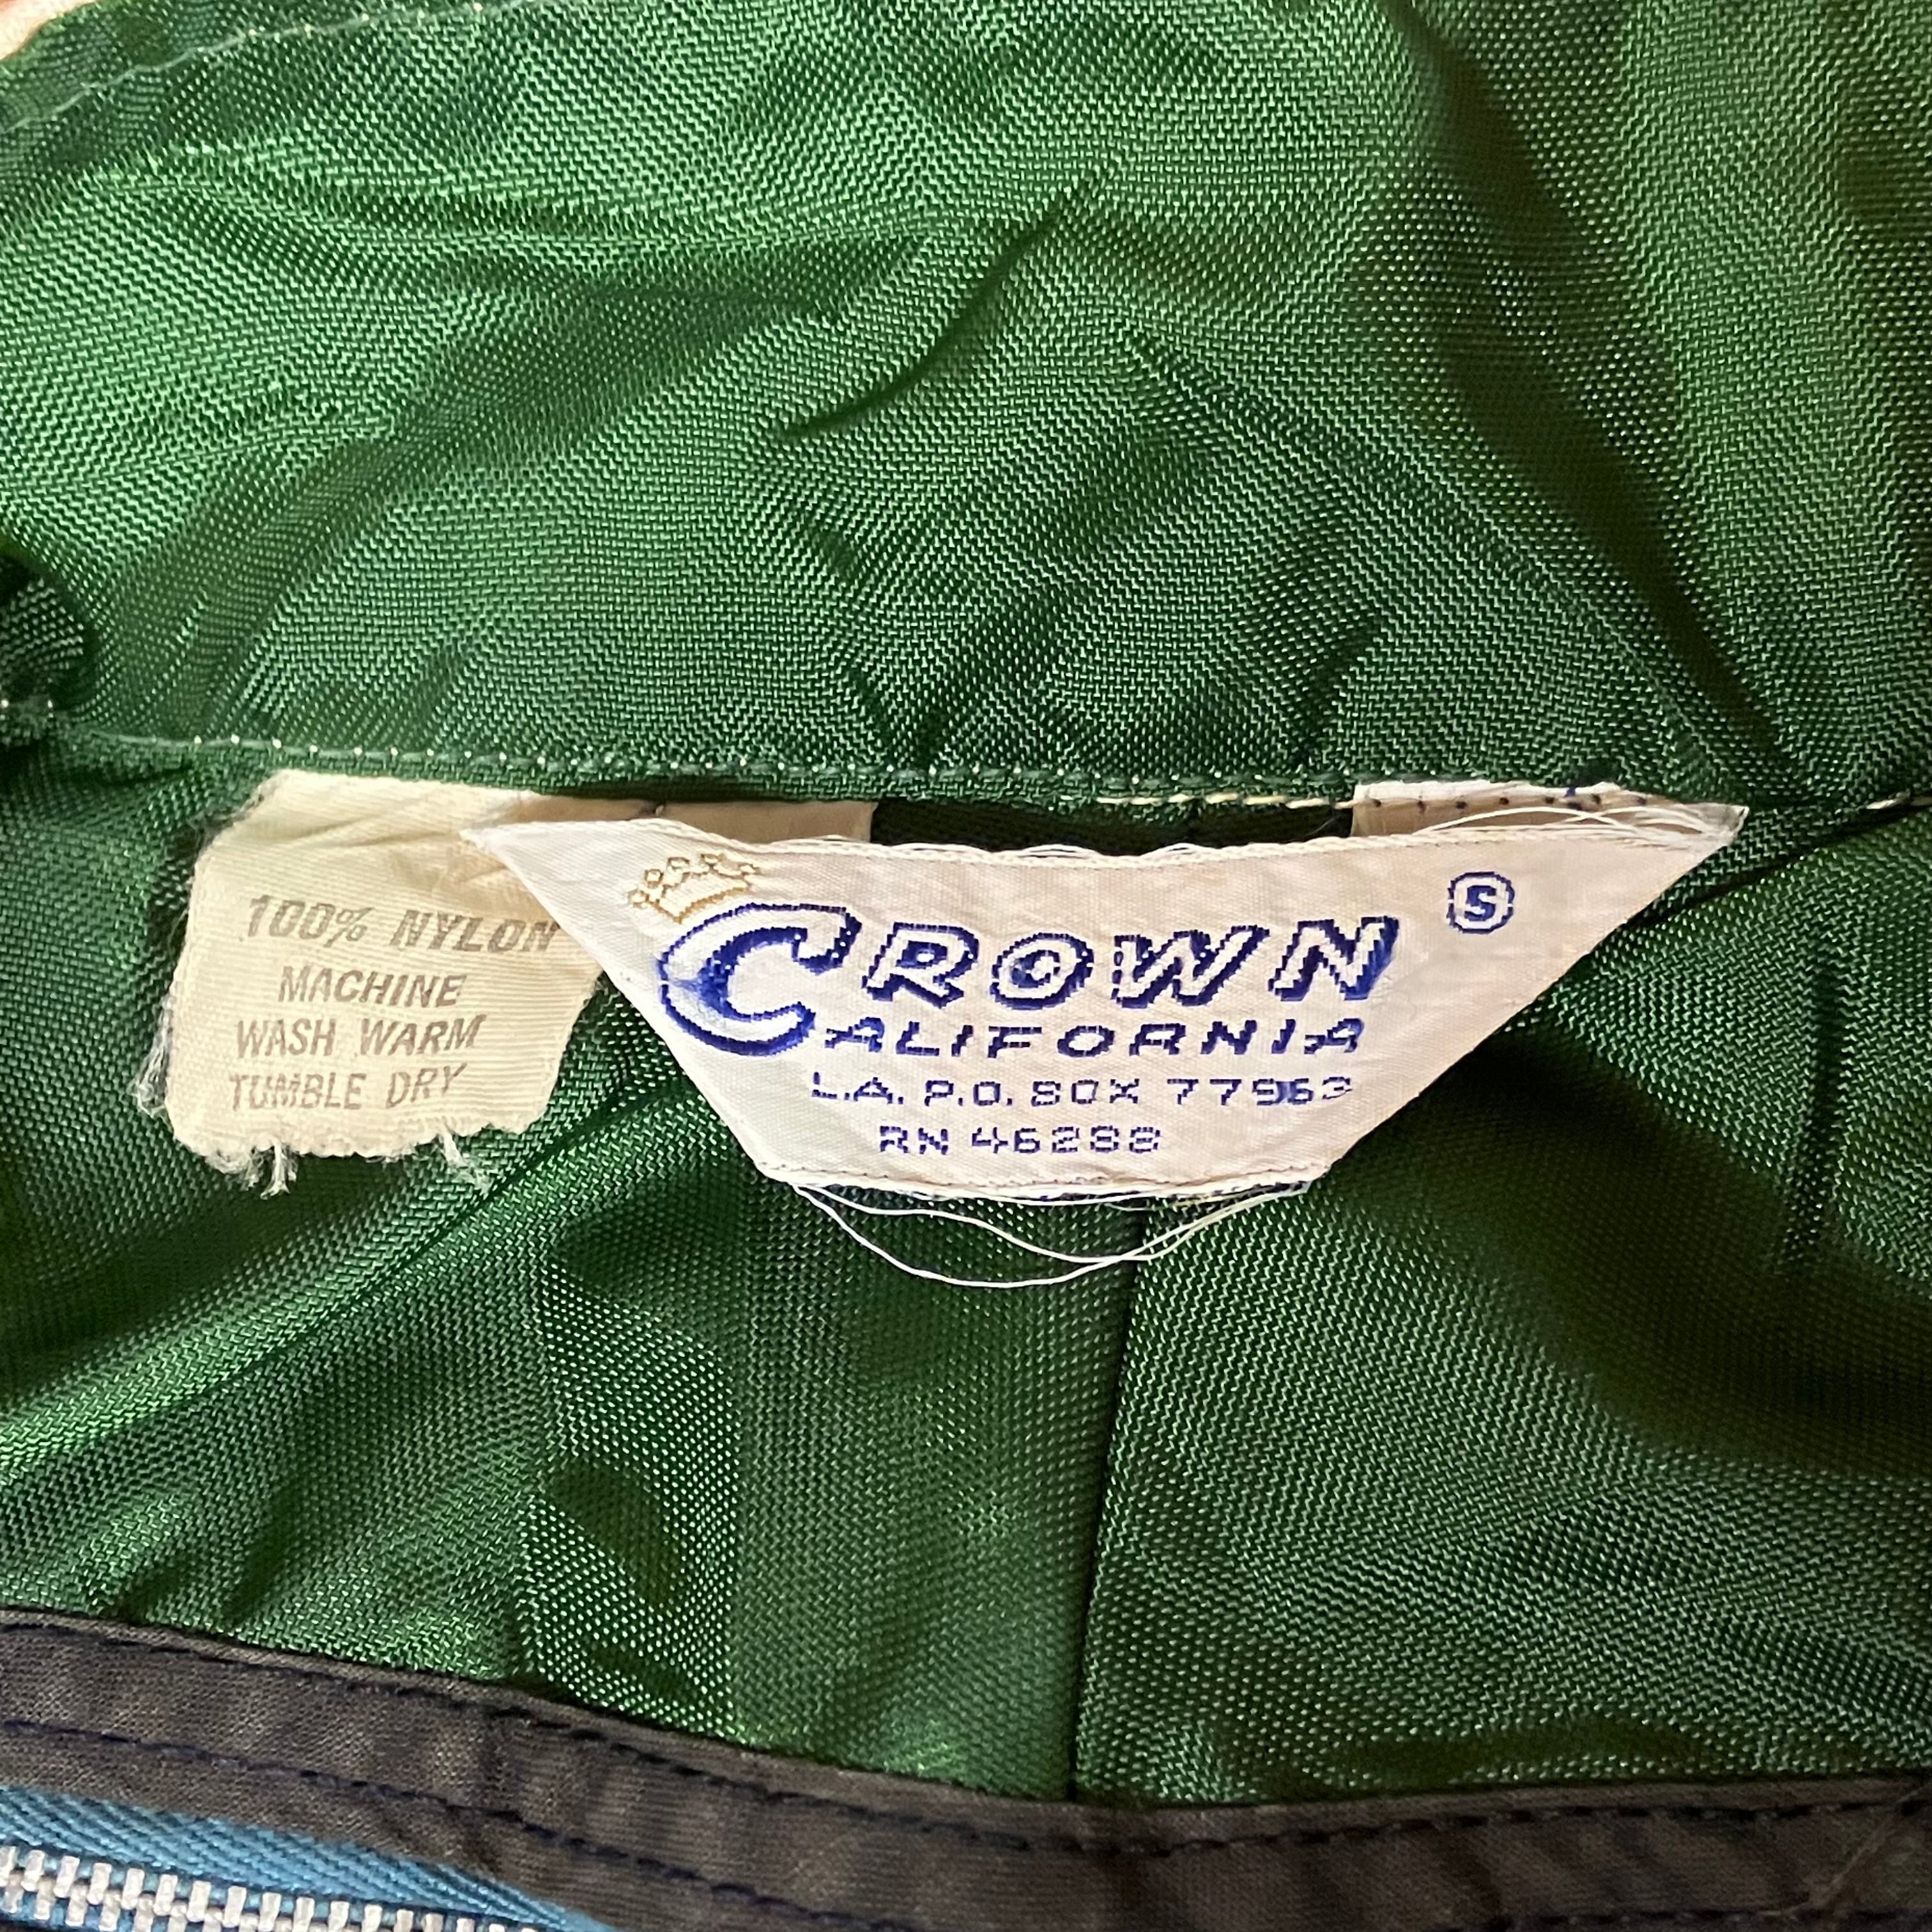 100% NYLON
MACHINE
WASH WARM
TUMBLE DRY
CROWN
CALIFORNIA
L.A. P.O. BOX 77963
RN 46288
S